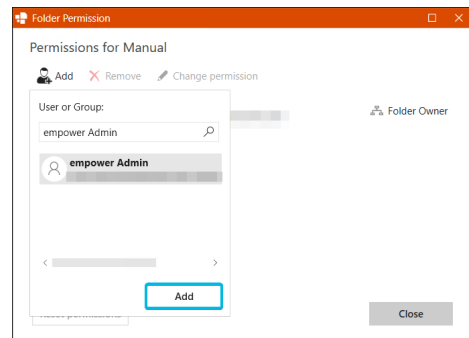 Folder Permission
Permissions for Manual
Add Remove Change permission
User or Group:
Folder Owner
empower Admin
empower Admin
Add
Close